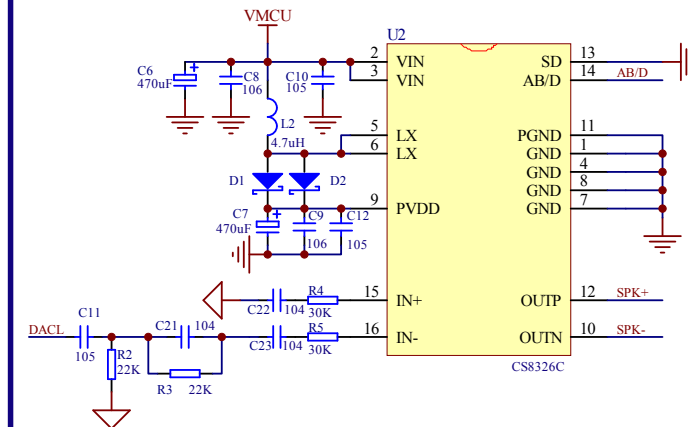 VMCU
U2
C6
470uF
C8
106
C10
105
2 VIN
3 VIN
SD 13
AB/D 14 AB/D
L2
4.7uH
5 LX
6 LX
PGND 11
GND 1
GND 4
GND 8
GND 7
D1
D2
9 PVDD
C7
470uF
C9
106
C12
105
15 IN+
OUTP 12 SPK+
R4
30K
C22 104
DACL
C11
105
R2
22K
C21 104
R3 22K
C23 104
R5
30K
16 IN-
OUTN 10 SPK-
CS8326C